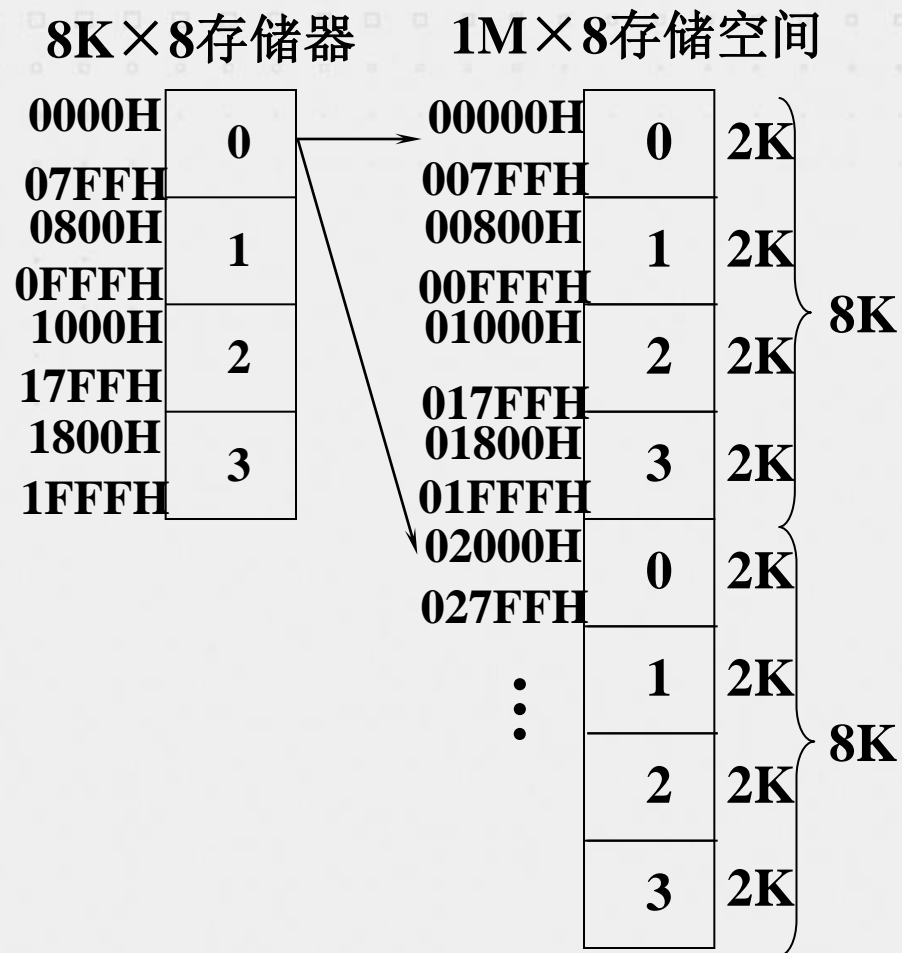 8K×8存储器
1M×8存储空间
0000H
0
07FFH
0800H
1
0FFFH
1000H
2
17FFH
1800H
3
1FFFH
00000H
0
2K
007FFH
00800H
1
2K
00FFFH
01000H
2
2K
017FFH
01800H
3
2K
01FFFH
8K
02000H
0
2K
027FFH
⋮
1
2K
2
2K
3
2K
8K